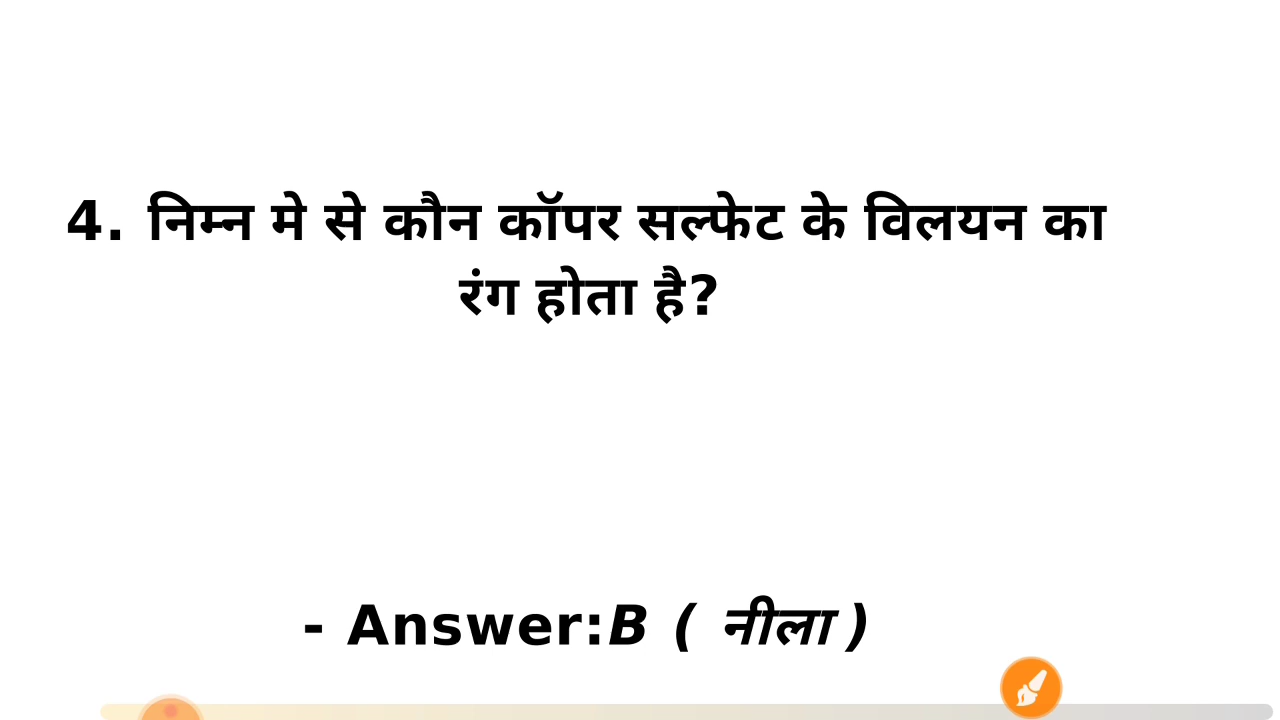 4. निम्न मे से कौन कॉपर सल्फेट के विलयन का
रंग होता है?
- Answer:B ( नीला )